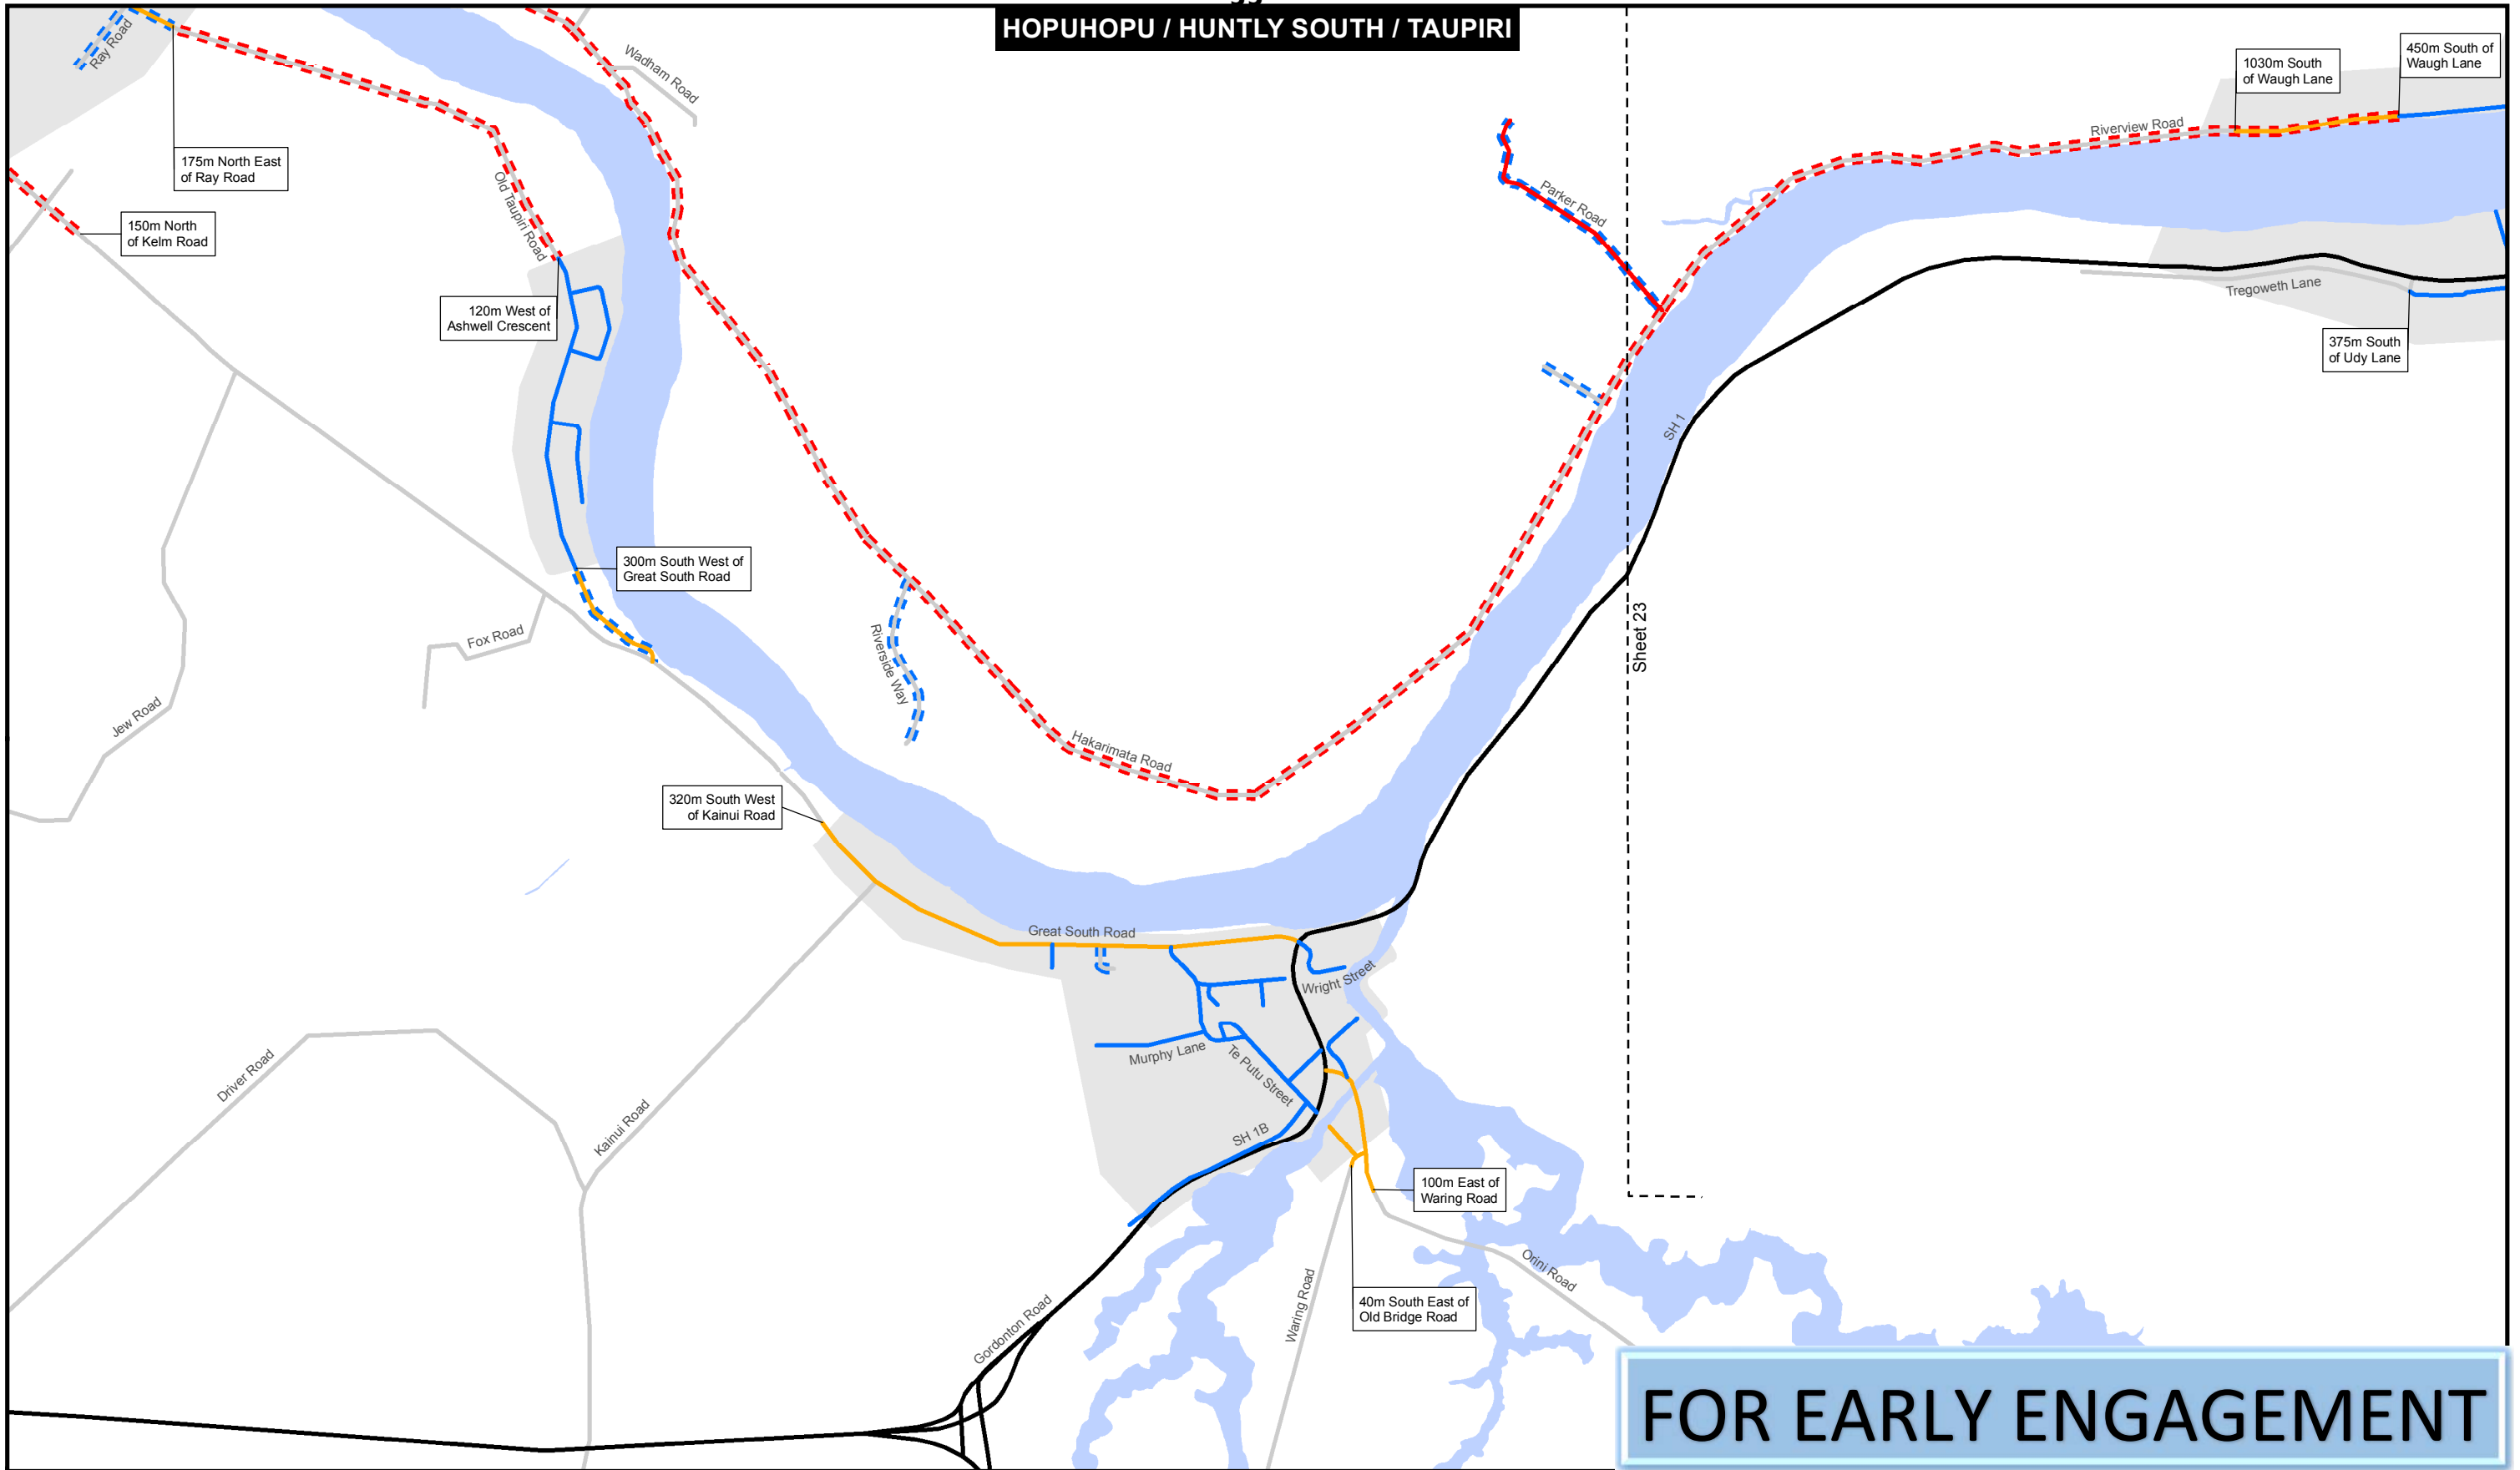 HOPUHOPU / HUNTLY SOUTH / TAUPIRI
Ray Road
Wadham Road
450m South of
Waugh Lane
1030m South
of Waugh Lane
Riverview Road
175m North East
of Ray Road
150m North
of Kelm Road
Old Taupiri Road
Parker Road
120m West of
Ashwell Crescent
Tregoweth Lane
375m South
of Udy Lane
SH 1
300m South West of
Great South Road
Fox Road
Riverside Way
Sheet 23
Jew Road
Hakarimata Road
320m South West
of Kainui Road
Great South Road
Wright Street
Murphy Lane
Te Putu Street
Driver Road
Kainui Road
SH 1B
100m East of
Waring Road
Orini Road
Waring Road
40m South East of
Old Bridge Road
Gordonton Road
FOR EARLY ENGAGEMENT